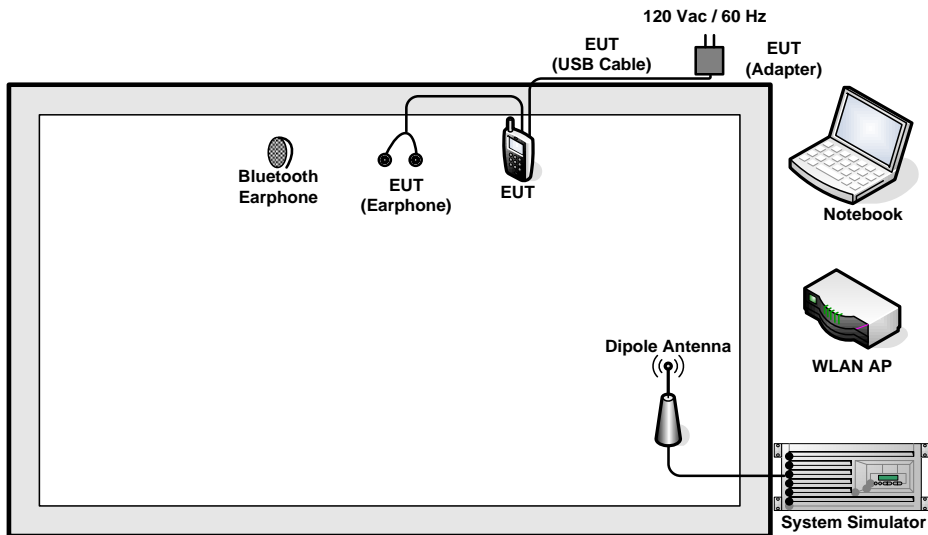 120 Vac / 60 Hz
EUT
(USB Cable)
EUT
(Adapter)
Bluetooth
Earphone
EUT
(Earphone)
EUT
Notebook
Dipole Antenna
WLAN AP
System Simulator